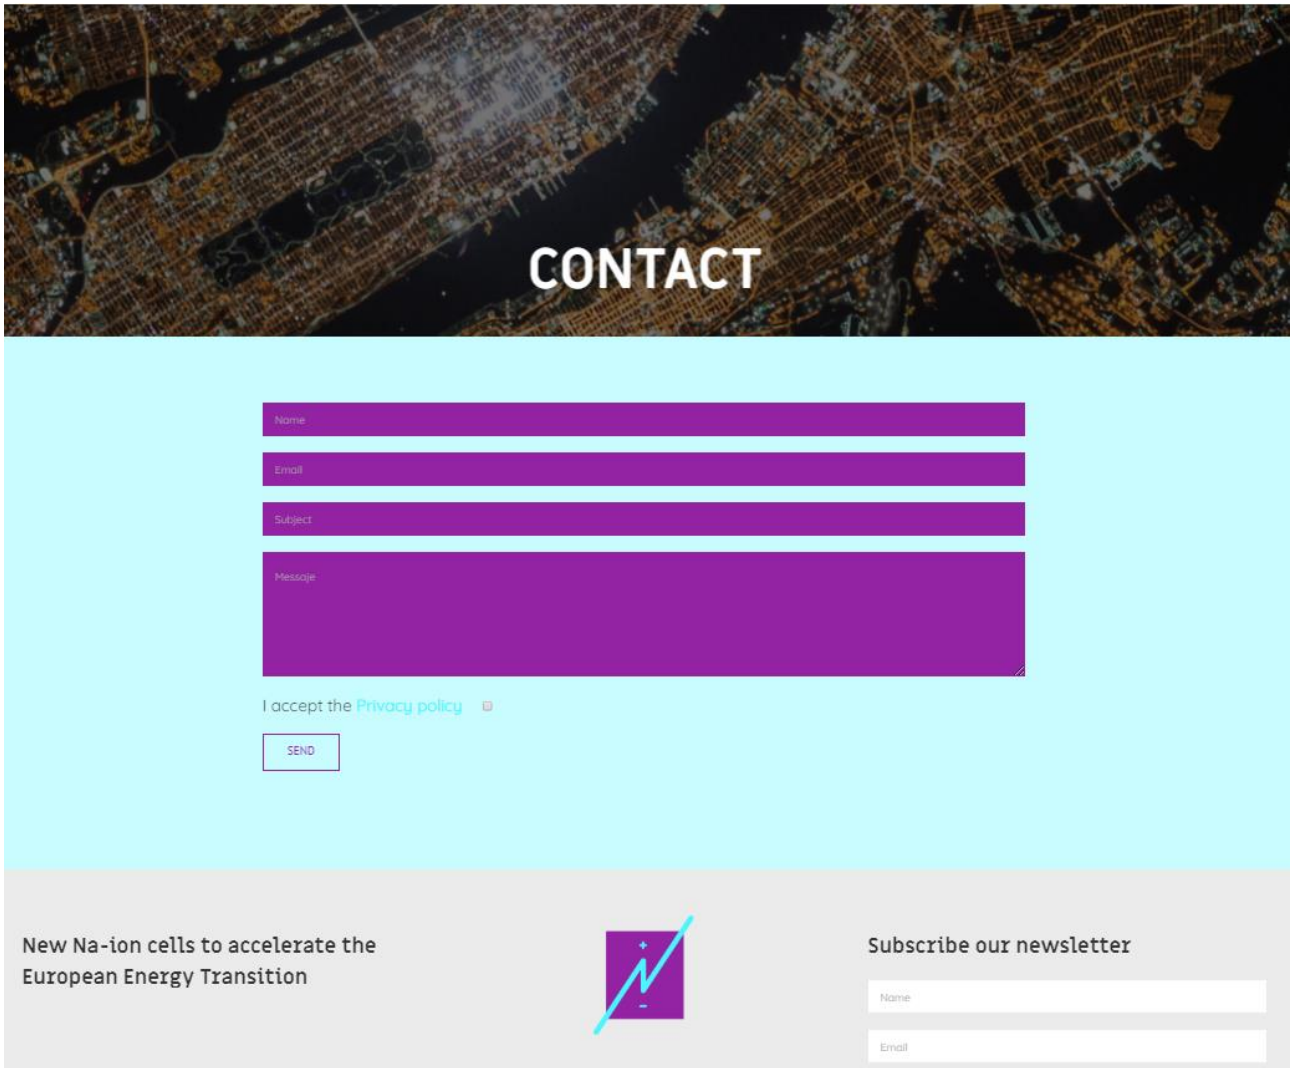 CONTACT
Name
Email
Subject
Messaje
I accept the Privacy policy
SEND
New Na-ion cells to accelerate the
European Energy Transition
+
-
Subscribe our newsletter
Name
Email